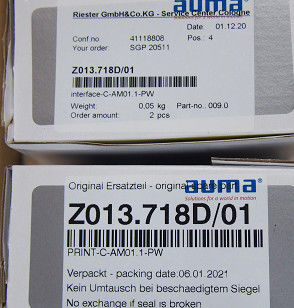 auma
Riester GmbH&Co.KG - Service Center Cologne
Date 01.12.20
Conf no 41118808 Pos.: 4
Your order: SGP 20511
Z013.718D/01
interface-C-AM01.1-PW
Weight: 0,05 kg Part-no.. 009.0
Order amount: 2 pcs
auma
Solutions for a world in motion
Original Ersatzteil - original spare part
Z013.718D/01
PRINT-C-AM01.1-PW
Verpackt - packing date:06.01.2021
Kein Umtausch bei beschaedigtem Siegel
No exchange if seal is broken